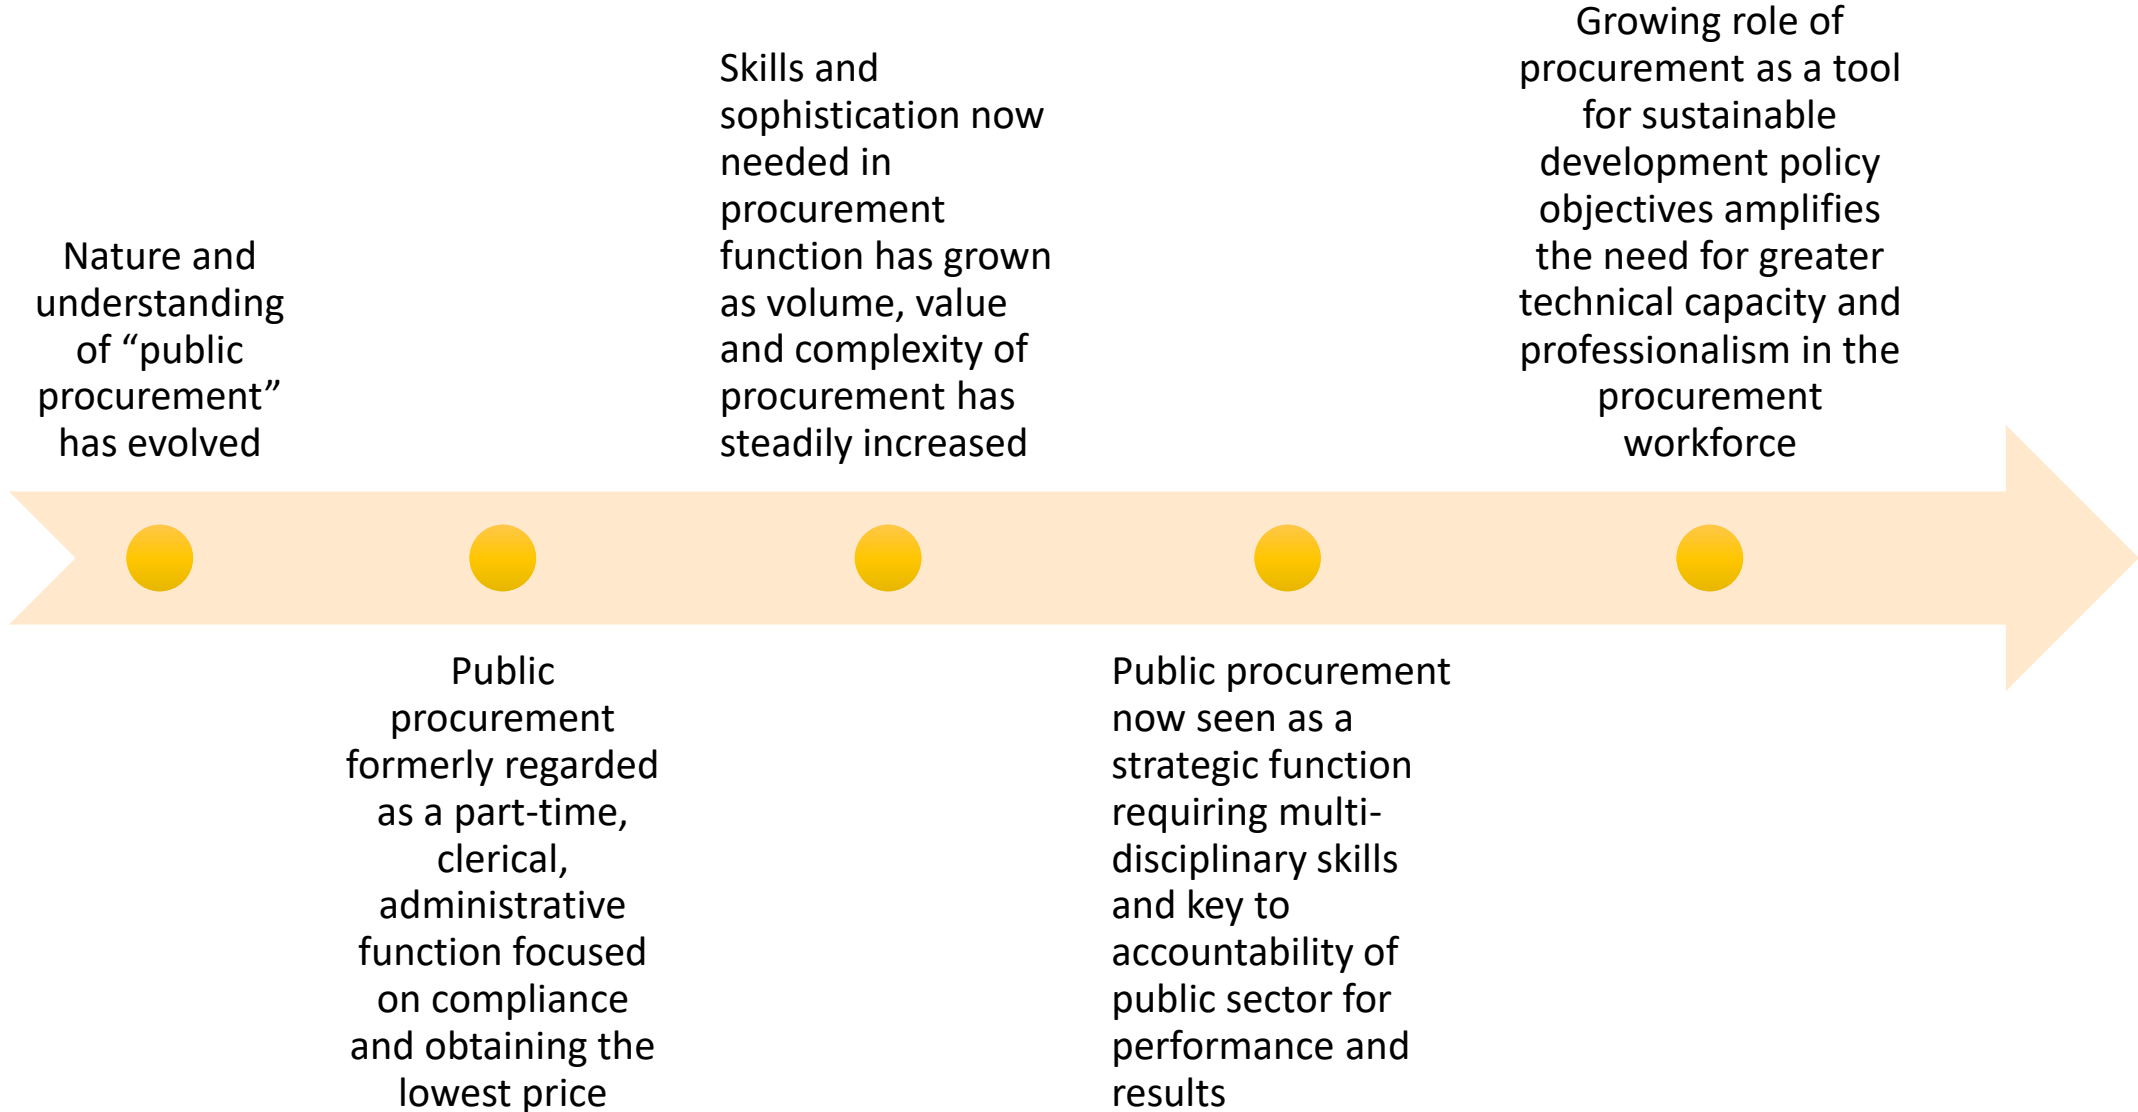 Nature and
understanding
of “public
procurement”
has evolved
Public
procurement
formerly regarded
as a part-time,
clerical,
administrative
function focused
on compliance
and obtaining the
lowest price
Skills and
sophistication now
needed in
procurement
function has grown
as volume, value
and complexity of
procurement has
steadily increased
Public procurement
now seen as a
strategic function
requiring multi-
disciplinary skills
and key to
accountability of
public sector for
performance and
results
Growing role of
procurement as a tool
for sustainable
development policy
objectives amplifies
the need for greater
technical capacity and
professionalism in the
procurement
workforce